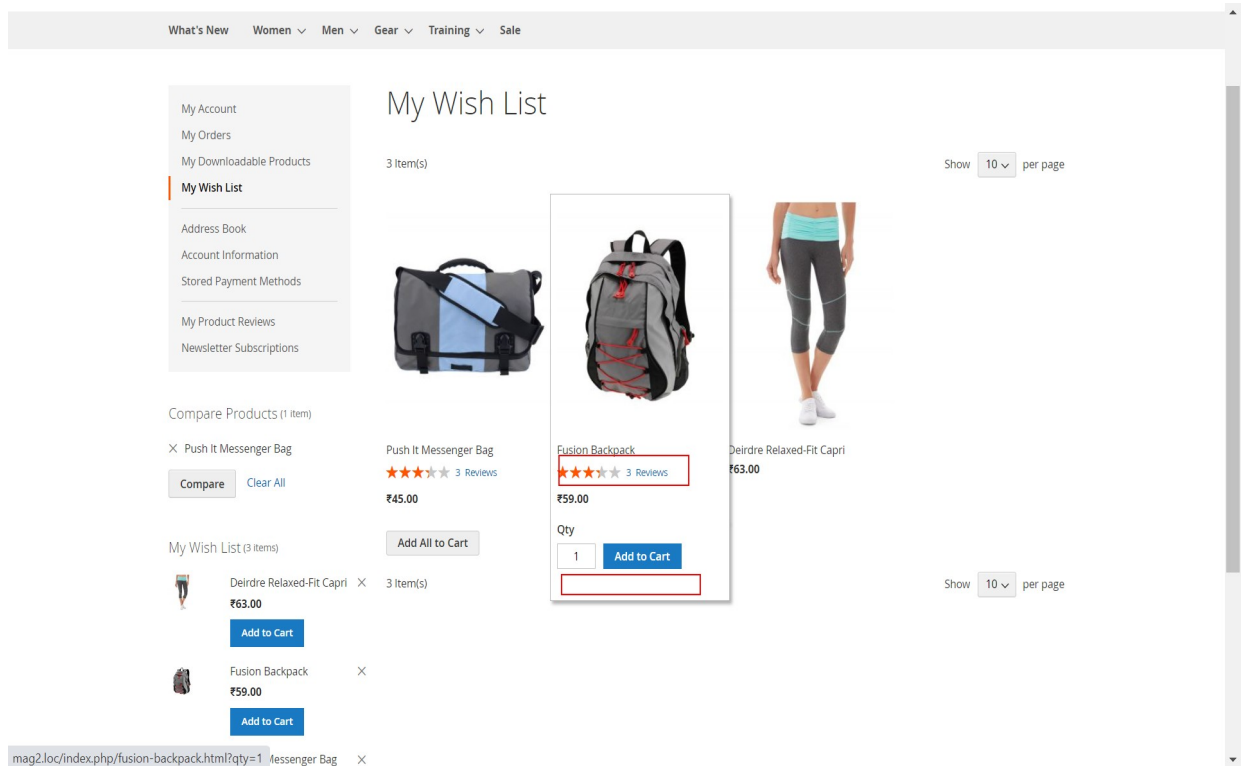 What's New Women Men Gear Training Sale
My Account
My Orders
My Downloadable Products
My Wish List
Address Book
Account Information
Stored Payment Methods
My Product Reviews
Newsletter Subscriptions
Compare Products (1 item)
Push It Messenger Bag
Compare Clear All
My Wish List (3 items)
Deirdre Relaxed-Fit Capri
₹63.00
Add to Cart
Fusion Backpack
₹59.00
Add to Cart
Messenger Bag
My Wish List
3 Item(s)
Show 10 per page
Push It Messenger Bag
3 Reviews
₹45.00
Fusion Backpack
3 Reviews
₹59.00
Qty
1 Add to Cart
Deirdre Relaxed-Fit Capri
₹63.00
Add All to Cart
3 Item(s)
Show 10 per page
mag2.loc/index.php/fusion-backpack.html?qty=1